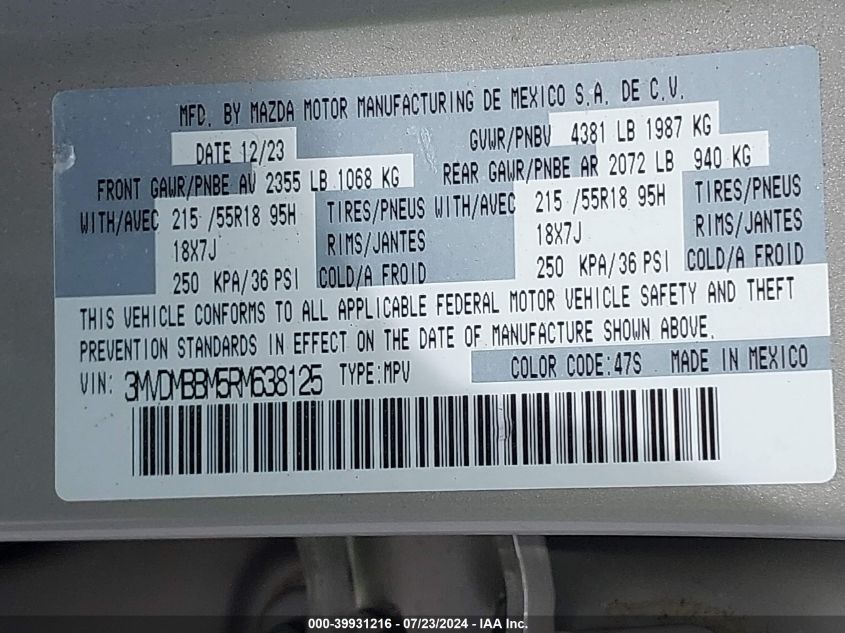 MFD. BY MAZDA MOTOR MANUFACTURING DE MEXICO S.A. DE C.V.
DATE 12/23 GVWR/PNBV 4381 LB 1987 KG
FRONT GAWR/PNBE AV 2355 LB 1068 KG REAR GAWR/PNBE AR 2072 LB 940 KG
WITH/AVEC 215 /55R18 95H TIRES/PNEUS WITH/AVEC 215 /55R18 95H TIRES/PNEUS
18X7J RIMS/JANTES 18X7J RIMS/JANTES
250 KPA/36 PSI COLD/A FROID 250 KPA/36 PSI COLD/A FROID
THIS VEHICLE CONFORMS TO ALL APPLICABLE FEDERAL MOTOR VEHICLE SAFETY AND THEFT
PREVENTION STANDARDS IN EFFECT ON THE DATE OF MANUFACTURE SHOWN ABOVE.
VIN: 3MVDMBBM5RM638125 TYPE:MPV COLOR CODE:47S MADE IN MEXICO
000-39931216 - 07/23/2024 - IAA Inc.